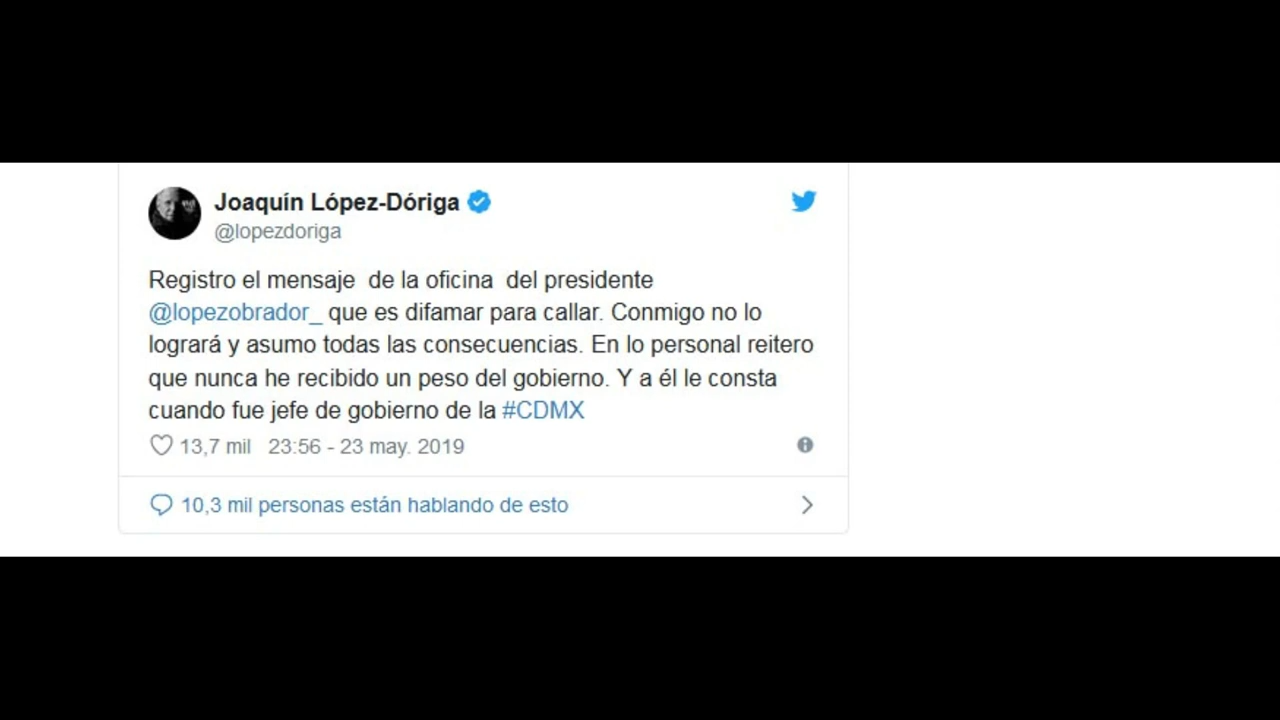 Joaquín López-Dóriga
@lopezdoriga
Registro el mensaje  de la oficina  del presidente
@lopezobrador_ que es difamar para callar. Conmigo no lo
logrará y asumo todas las consecuencias. En lo personal reitero
que nunca he recibido un peso del gobierno. Y a él le consta
cuando fue jefe de gobierno de la #CDMX
13,7 mil 23:56 - 23 may. 2019
10,3 mil personas están hablando de esto